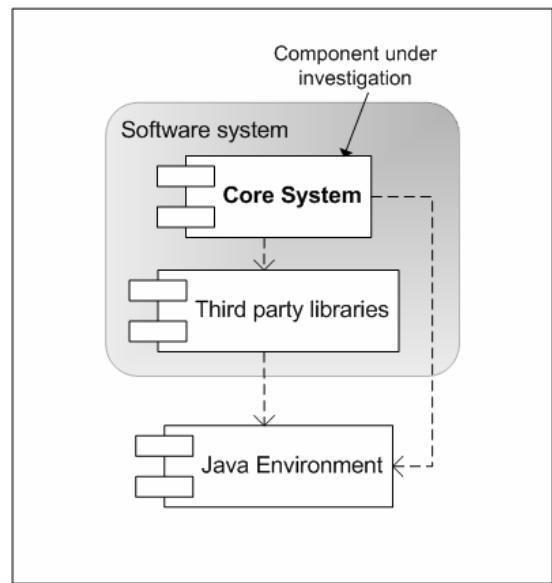 Component under
investigation
Software system
Core System
Third party libraries
Java Environment